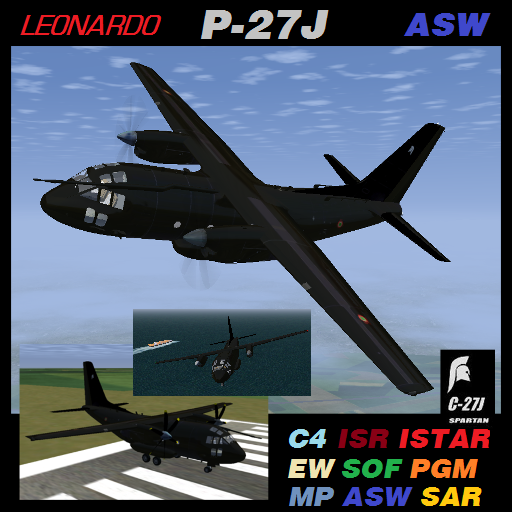 LEONARDO P-27J ASW
C-27J
SPARTAN
C4 ISR ISTAR
EW SOF PGM
MP ASW SAR